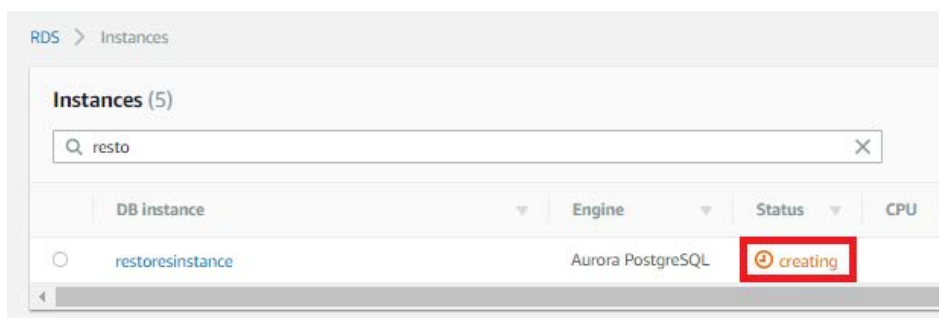 RDS > Instances
Instances (5)
resto
DB instance Engine Status CPU
restoresinstance Aurora PostgreSQL creating